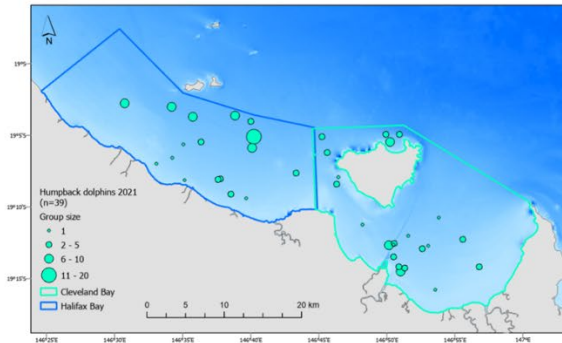 N
19°S
19°5'S
19°10'S
19°15'S
Humpback dolphins 2021
(n=39)
Group size
1
2 - 5
6 - 10
11 - 20
Cleveland Bay
Halifax Bay
0 5 10 20 km
146°25'E 146°30'E 146°35'E 146°40'E 146°45'E 146°50'E 146°55'E 147°E